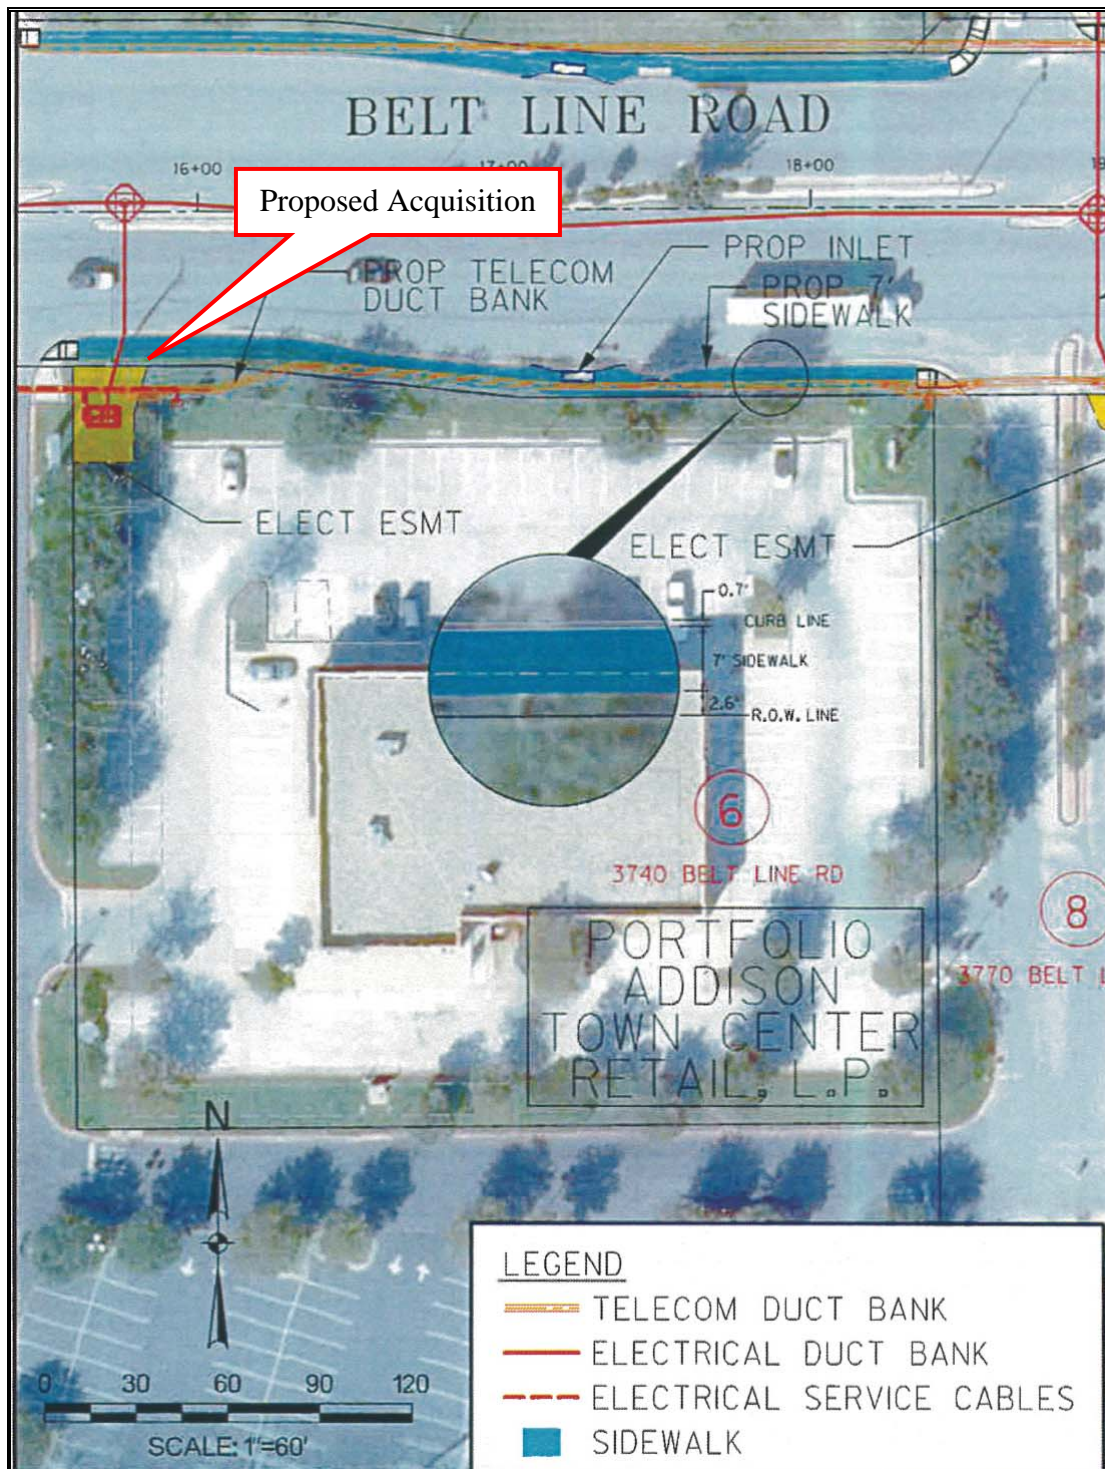 BELT LINE ROAD
16+00
17+00
18+00
Proposed Acquisition
PROP TELECOM
DUCT BANK
PROP INLET
PROP 7'
SIDEWALK
ELECT ESMT
ELECT ESMT
0.7'
CURB LINE
7' SIDEWALK
2.6'
R.O.W. LINE
6
3740 BELT LINE RD
8
3770 BELT L
PORTFOLIO
ADDISON
TOWN CENTER
RETAIL. L.P.
N
LEGEND
TELECOM DUCT BANK
ELECTRICAL DUCT BANK
ELECTRICAL SERVICE CABLES
SIDEWALK
0 30 60 90 120
SCALE: 1"=60'